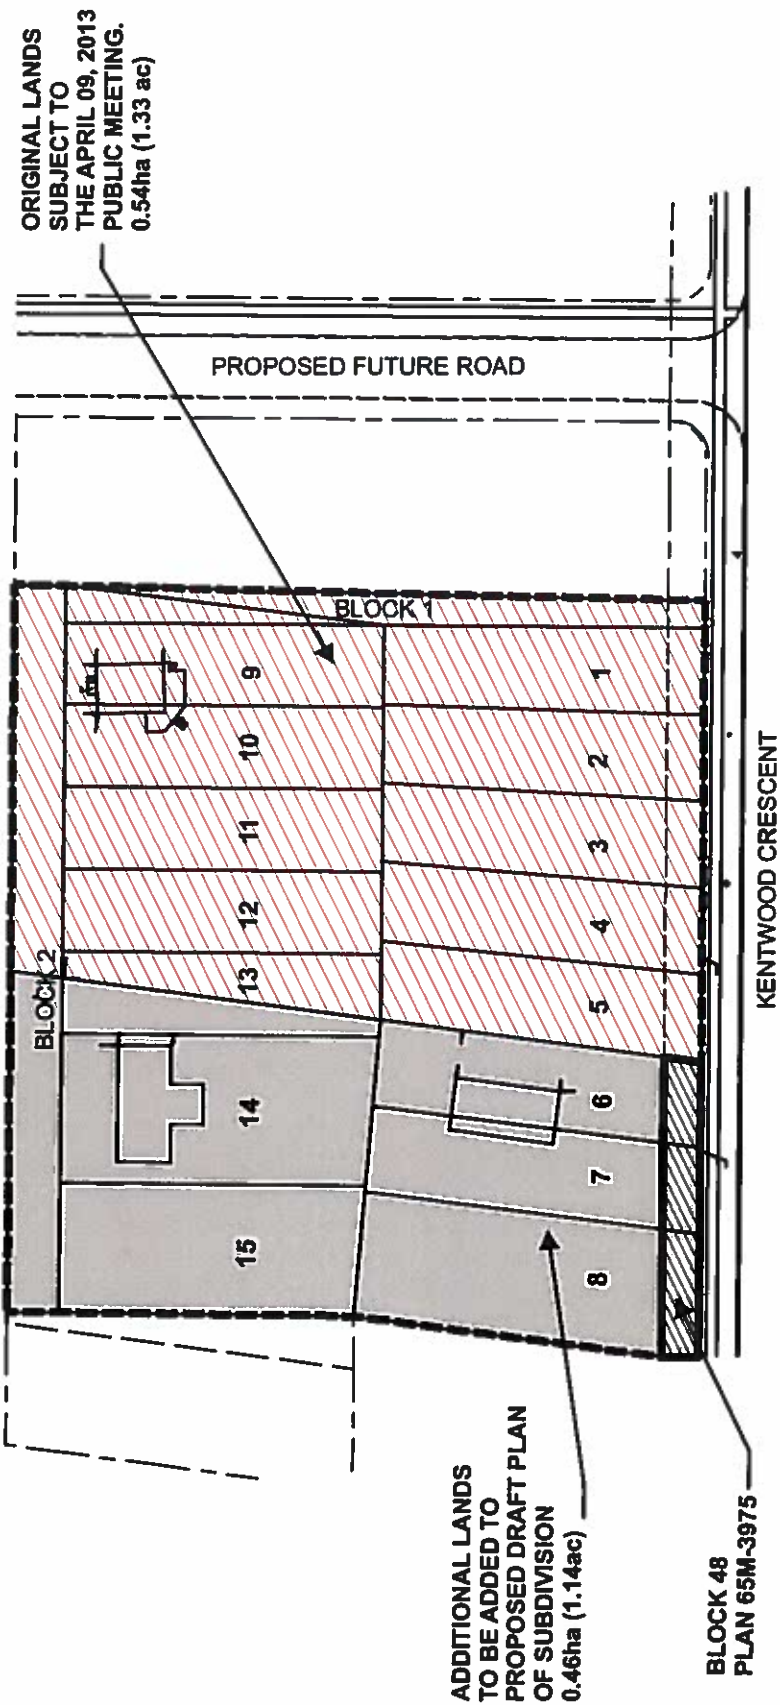 ORIGINAL LANDS
SUBJECT TO
THE APRIL 09, 2013
PUBLIC MEETING.
0.54ha (1.33 ac)
PROPOSED FUTURE ROAD
BLOCK 1
BLOCK 2
9
10
11
12
13
14
15
1
2
3
4
5
6
7
8
KENTWOOD CRESCENT
ADDITIONAL LANDS
TO BE ADDED TO
PROPOSED DRAFT PLAN
OF SUBDIVISION
0.46ha (1.14ac)
BLOCK 48
PLAN 65M-3975